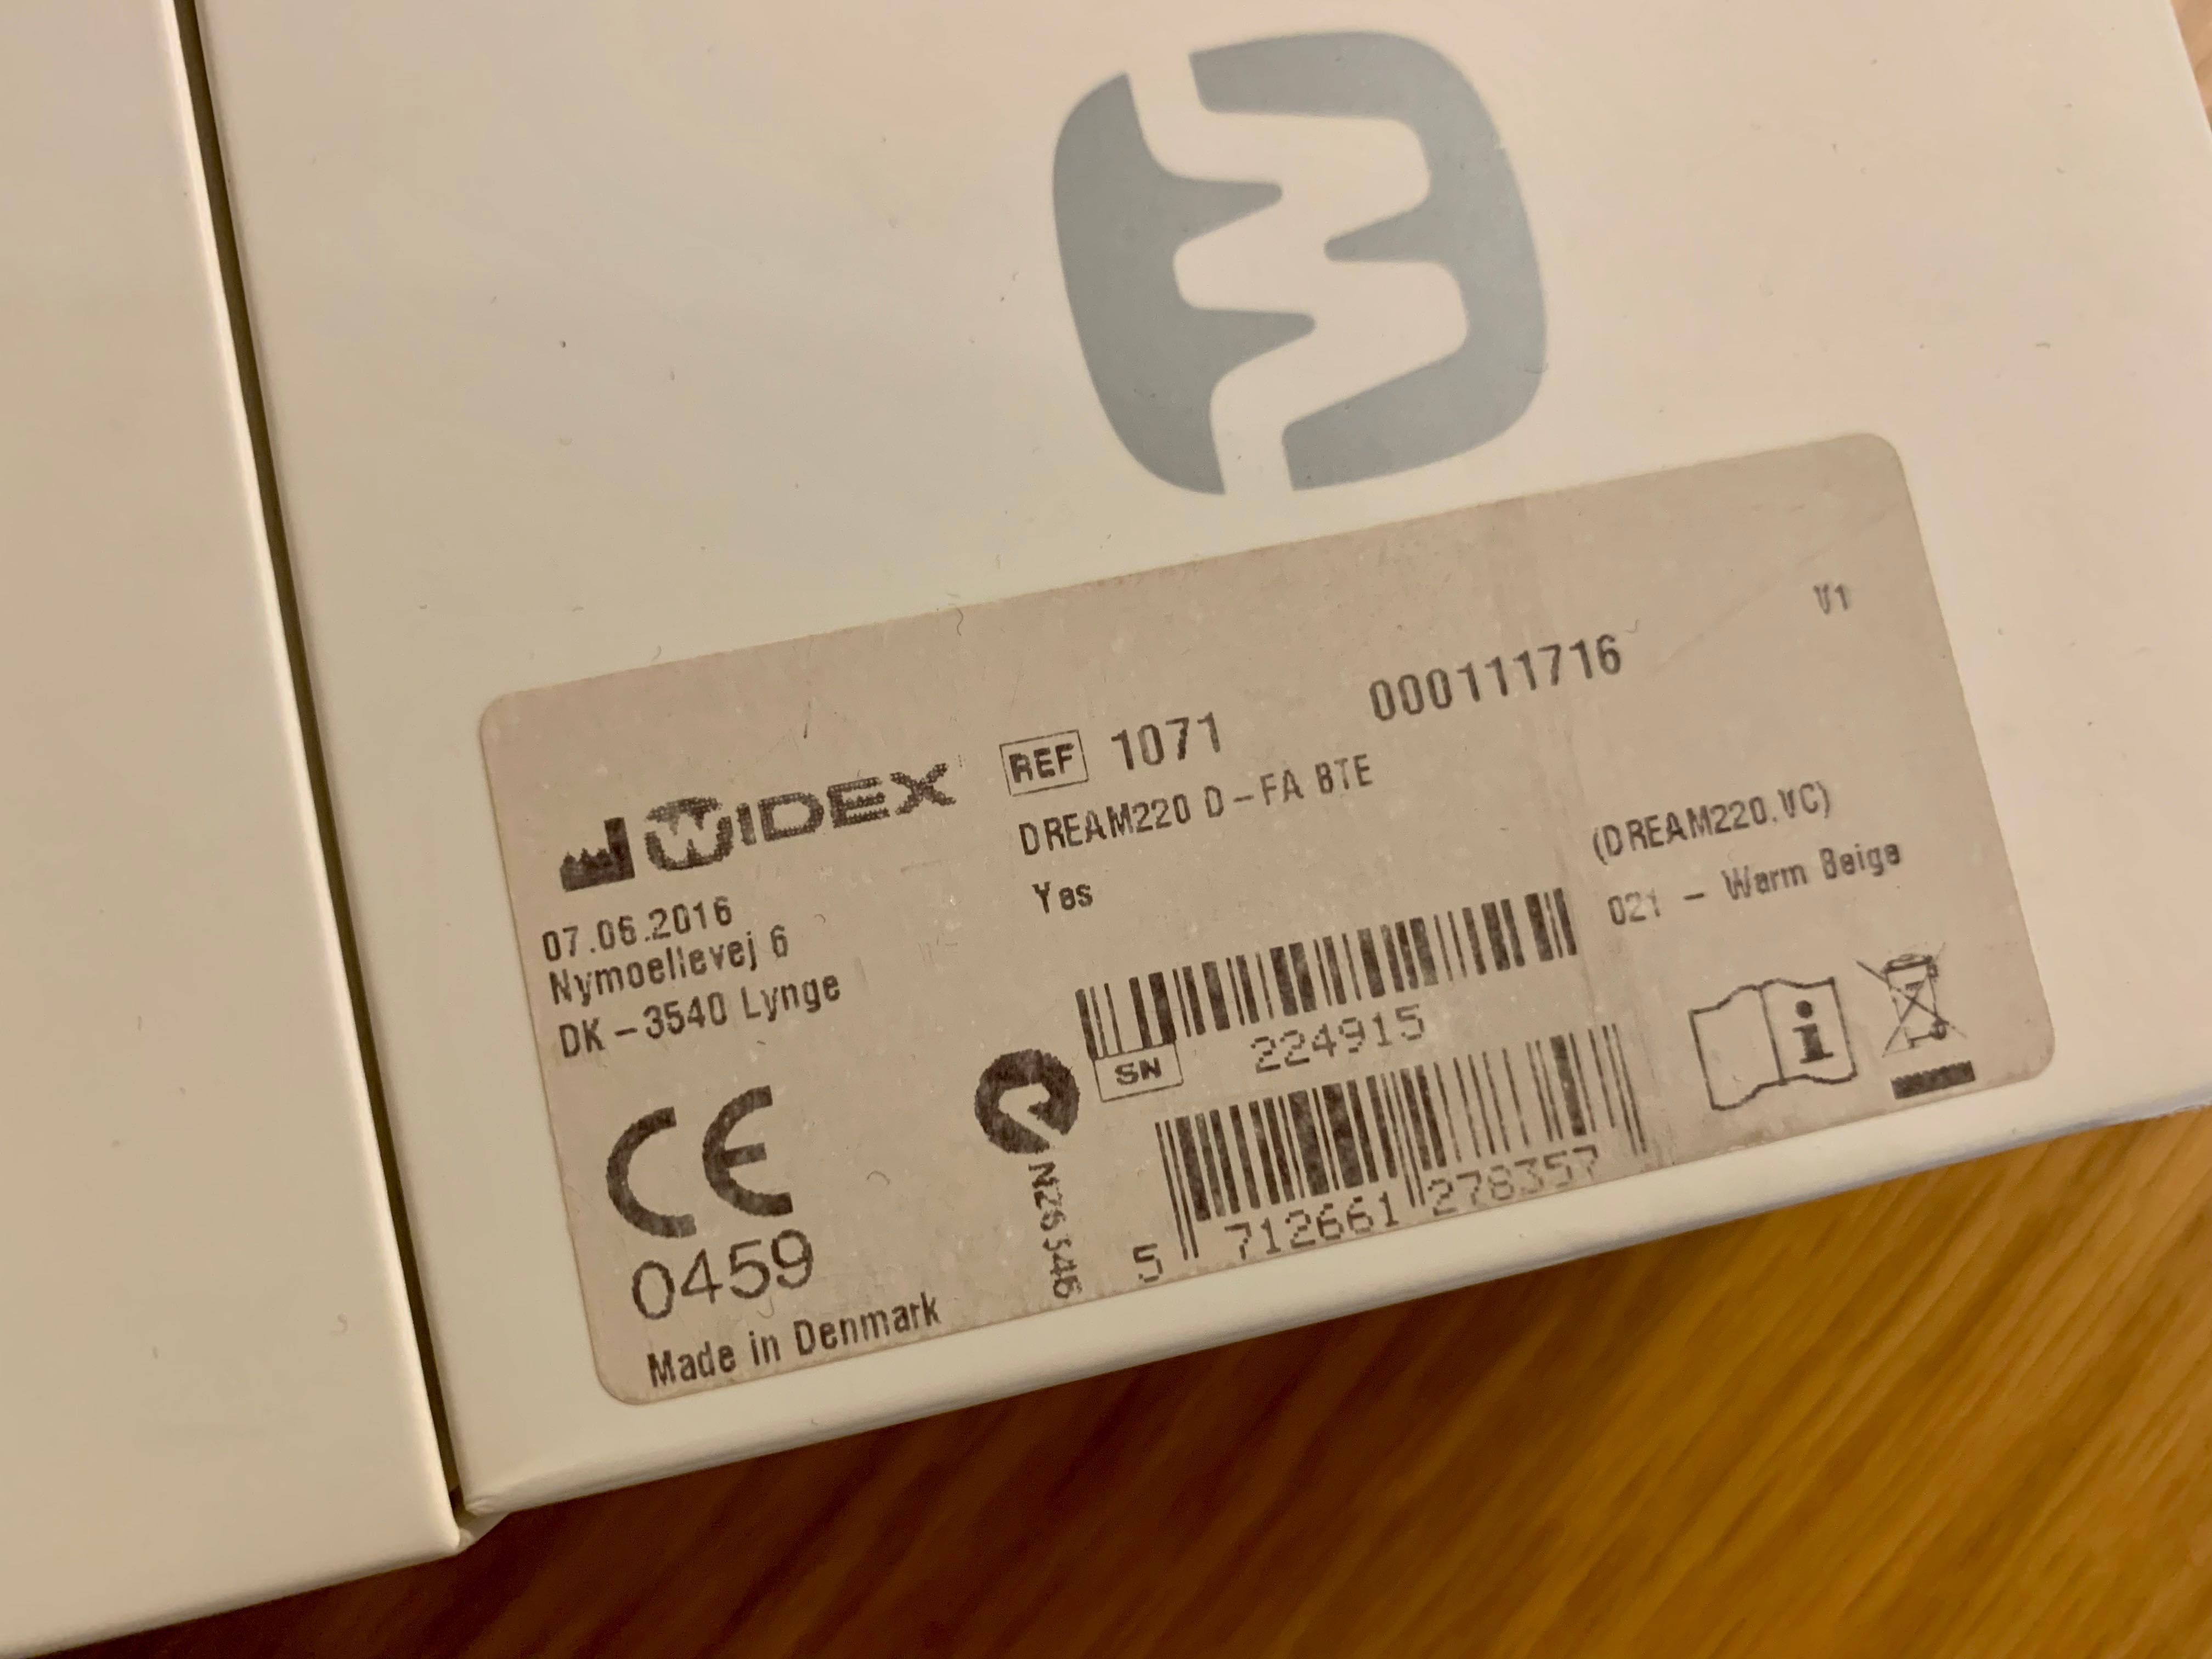 V1
WIDEX
REF 1071 000111716
DREAM220 D-FA BTE
(DREAM220.VC)
Yes
021 - Warm Beige
07.06.2016
Nymoellevej 6
DK-3540 Lynge
SN 224915
CE
0459
N26346
5 712661 278357
Made in Denmark